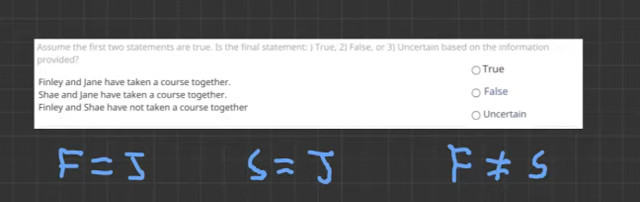 Assume the first two statements are true. Is the final statement: ) True, 2) False, or 3) Uncertain based on the information
provided?
Finley and Jane have taken a course together.
Shae and Jane have taken a course together.
Finley and Shae have not taken a course together
True
False
Uncertain
F = J
S = J
F ≠ S